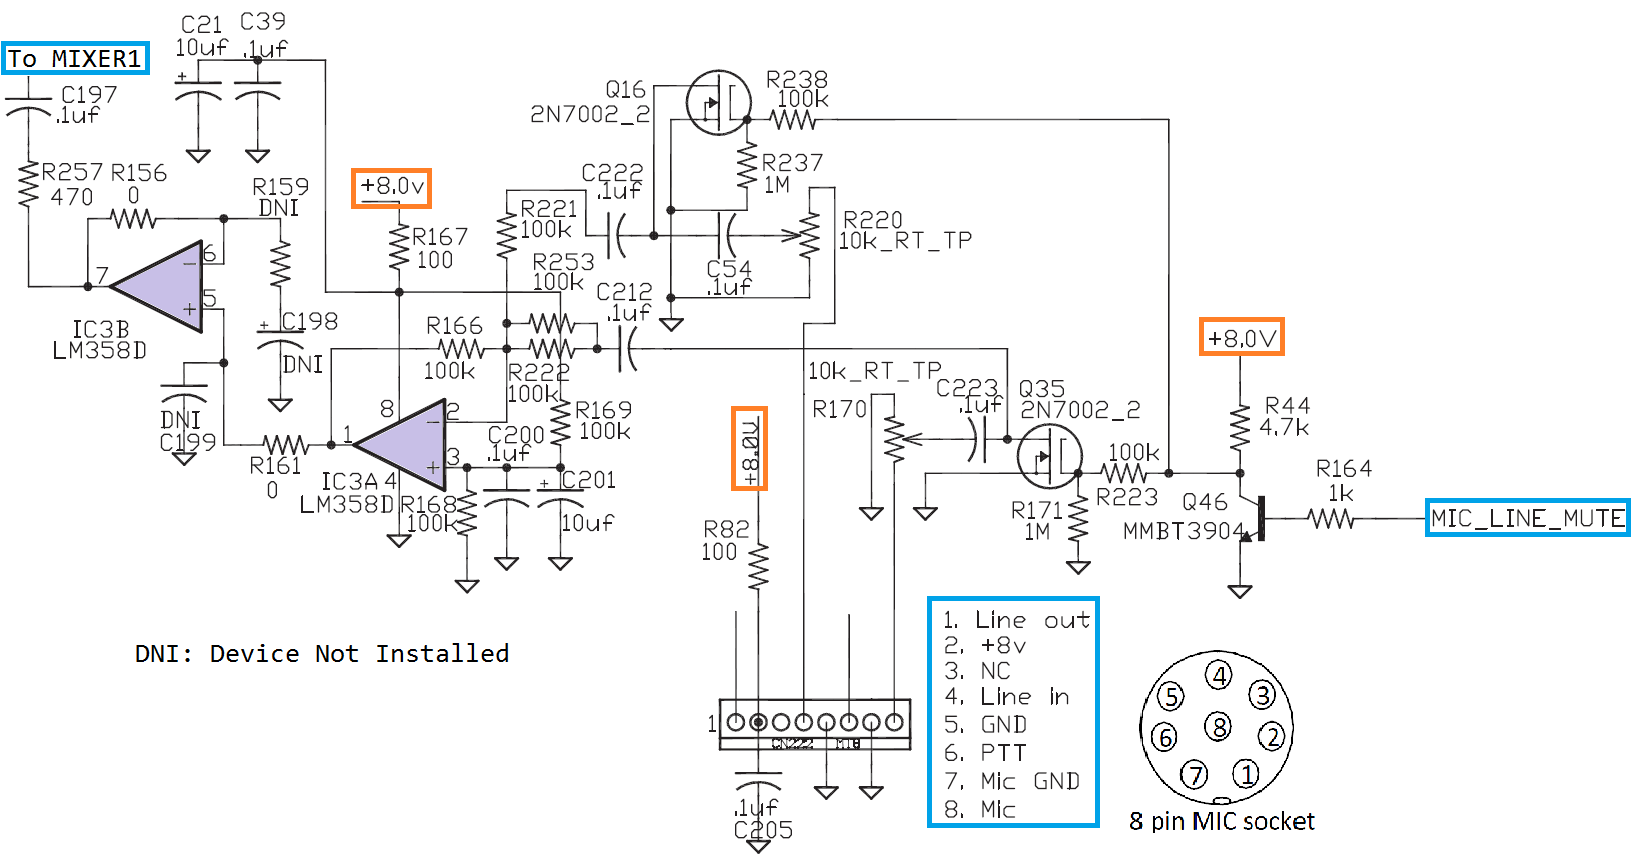 C21
10uf
C39
.1uf
To MIXER1
C197
.1uf
R257
470
R156
0
R159
DNI
+8.0v
R167
100
Q16
2N7002_2
R238
100k
R237
1M
C222
.1uf
R221
100k
R220
10k_RT_TP
C54
.1uf
R253
100k
C212
.1uf
7
6
5
IC3B
LM358D
+
C198
DNI
R166
100k
R222
100k
10k_RT_TP
R170
C223
.1uf
Q35
2N7002_2
+8.0V
R44
4.7k
DNI
C199
R161
0
8
1
2
3
4
IC3A
LM358D
R168
100k
C200
.1uf
R169
100k
+
C201
10uf
+8.0V
R82
100
100k
R223
R171
1M
Q46
MMBT3904
R164
1k
MIC_LINE_MUTE
DNI: Device Not Installed
1
CN222 MT8
.1uf
C205
1. Line out
2. +8v
3. NC
4. Line in
5. GND
6. PTT
7. Mic GND
8. Mic
4
5
3
8
6
2
7
1
8 pin MIC socket